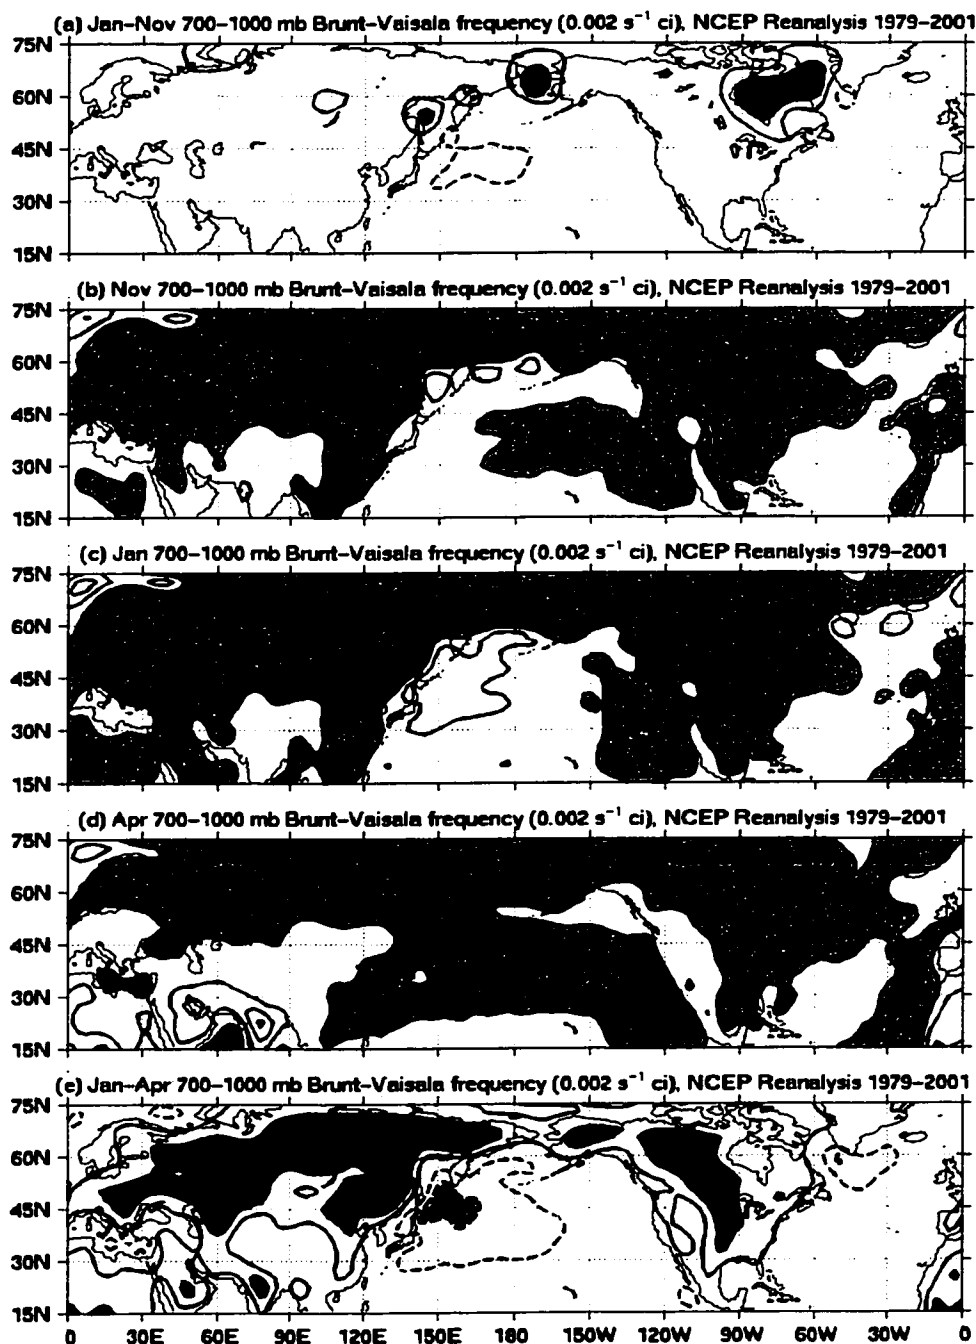 (a) Jan–Nov 700–1000 mb Brunt–Vaisala frequency (0.002 s⁻¹ ci), NCEP Reanalysis 1979–2001
75N
60N
45N
30N
15N
(b) Nov 700–1000 mb Brunt–Vaisala frequency (0.002 s⁻¹ ci), NCEP Reanalysis 1979–2001
75N
60N
45N
30N
15N
(c) Jan 700–1000 mb Brunt–Vaisala frequency (0.002 s⁻¹ ci), NCEP Reanalysis 1979–2001
75N
60N
45N
30N
15N
(d) Apr 700–1000 mb Brunt–Vaisala frequency (0.002 s⁻¹ ci), NCEP Reanalysis 1979–2001
75N
60N
45N
30N
15N
(e) Jan–Apr 700–1000 mb Brunt–Vaisala frequency (0.002 s⁻¹ ci), NCEP Reanalysis 1979–2001
75N
60N
45N
30N
15N
0 30E 60E 90E 120E 150E 180 150W 120W 90W 60W 30W 0